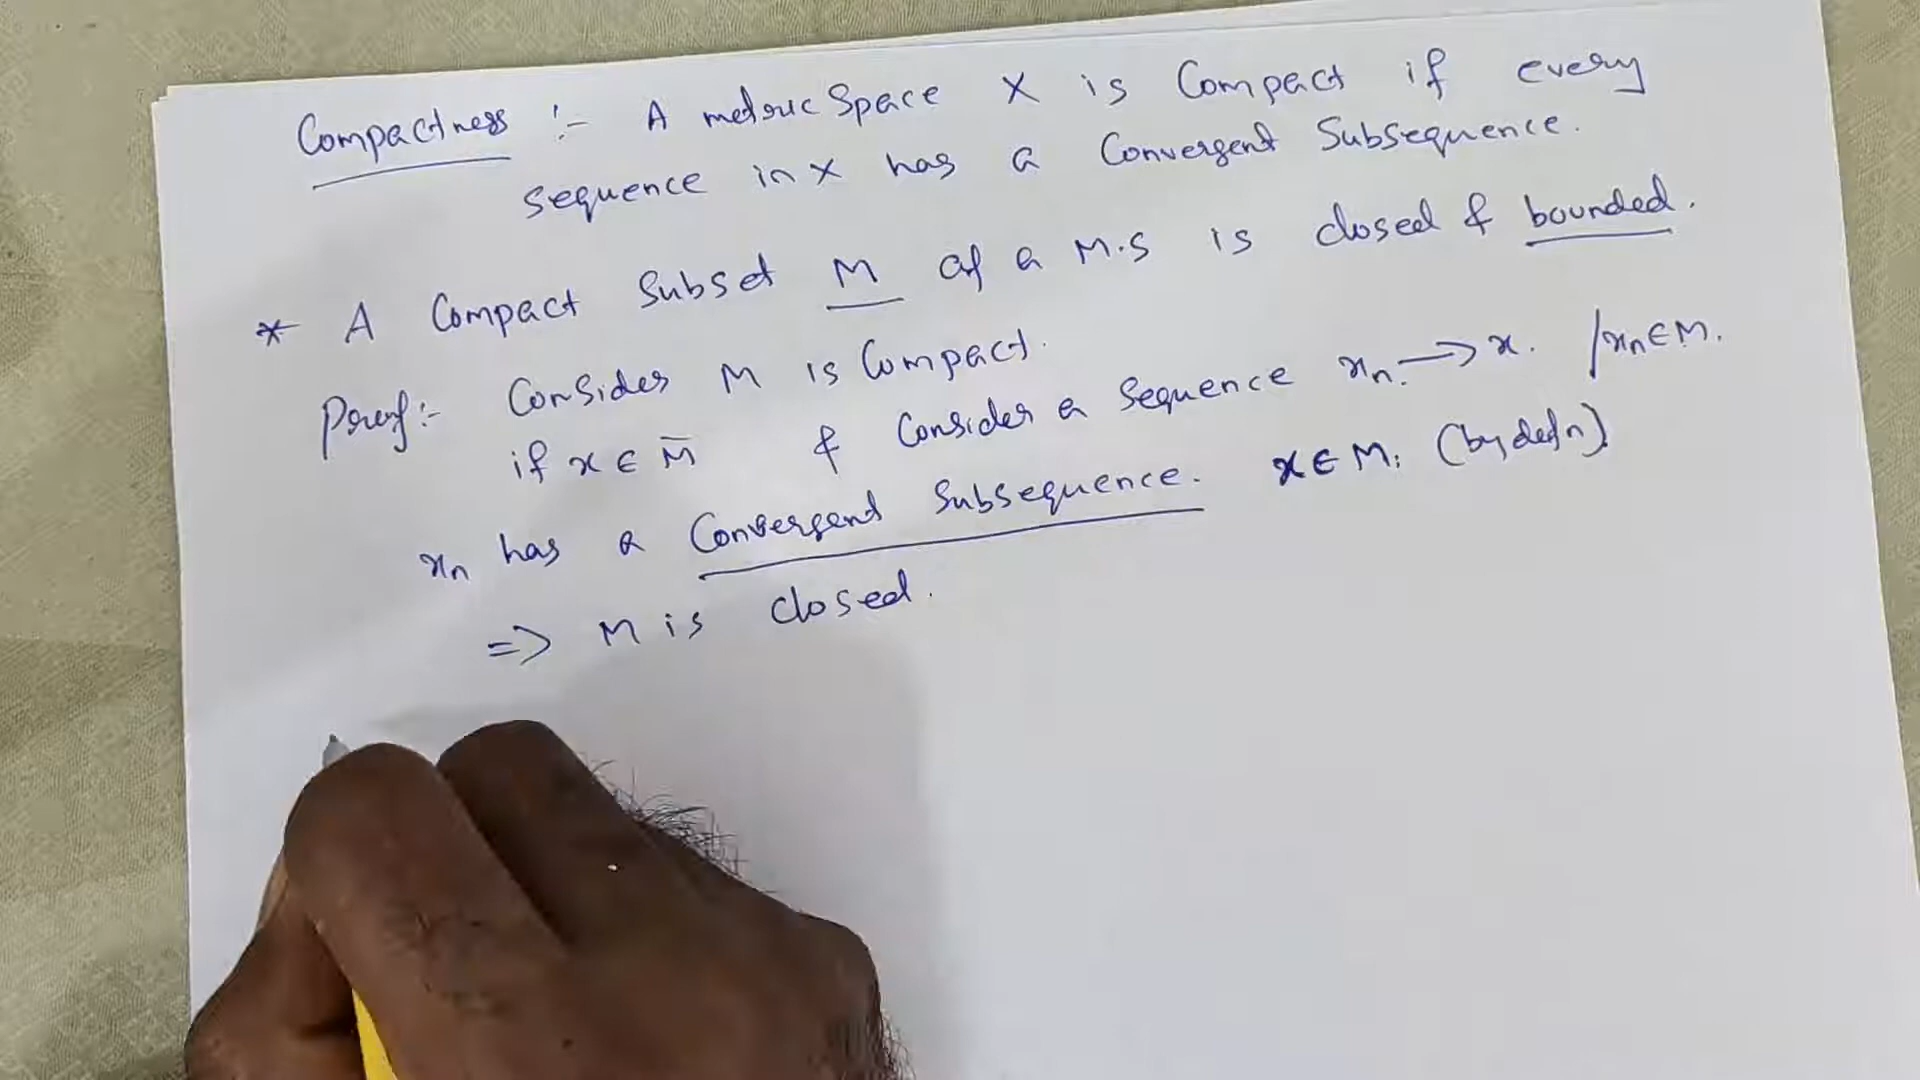 Compactness :- A metric Space X is Compact if every
sequence in X has a Convergent Subsequence.
* A Compact Subset M of a M.S is closed & bounded.
Proof:- Consider M is Compact.
if x ∈ M̄ & Consider a Sequence xₙ ⟶ x. /xₙ∈M.
xₙ has a Convergent Subsequence. x∈M. (by defn)
=> M is closed.